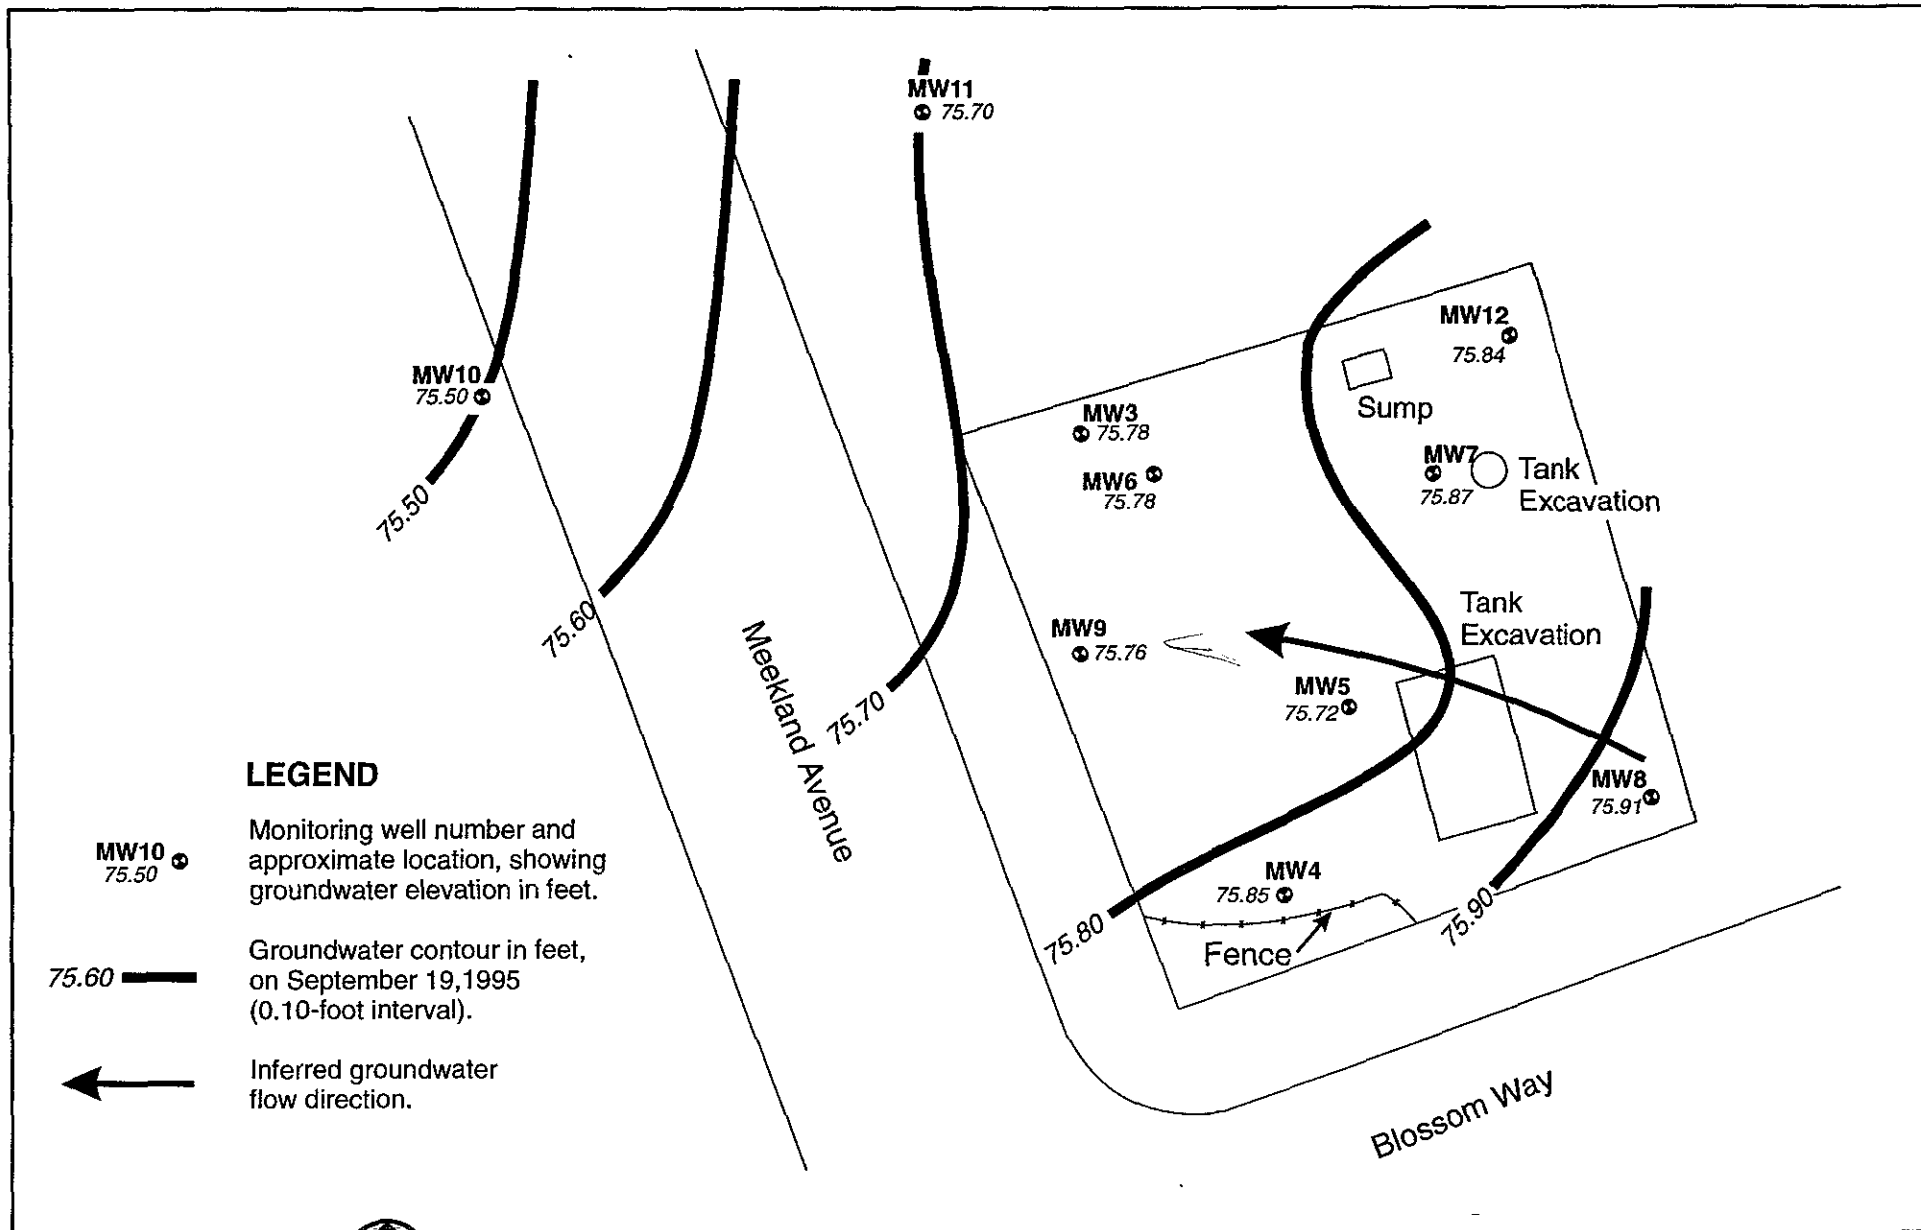 MW11
75.70
MW12
75.84
MW10
75.50
Sump
MW3
75.78
MW7
75.87
Tank
Excavation
MW6
75.78
75.50
75.60
Tank
Excavation
MW9
75.76
Meekland Avenue
MW5
75.72
75.70
MW8
75.91
LEGEND
MW10
75.50
Monitoring well number and
approximate location, showing
groundwater elevation in feet.
MW4
75.85
75.80
75.90
Fence
75.60
Groundwater contour in feet,
on September 19,1995
(0.10-foot interval).
Inferred groundwater
flow direction.
Blossom Way